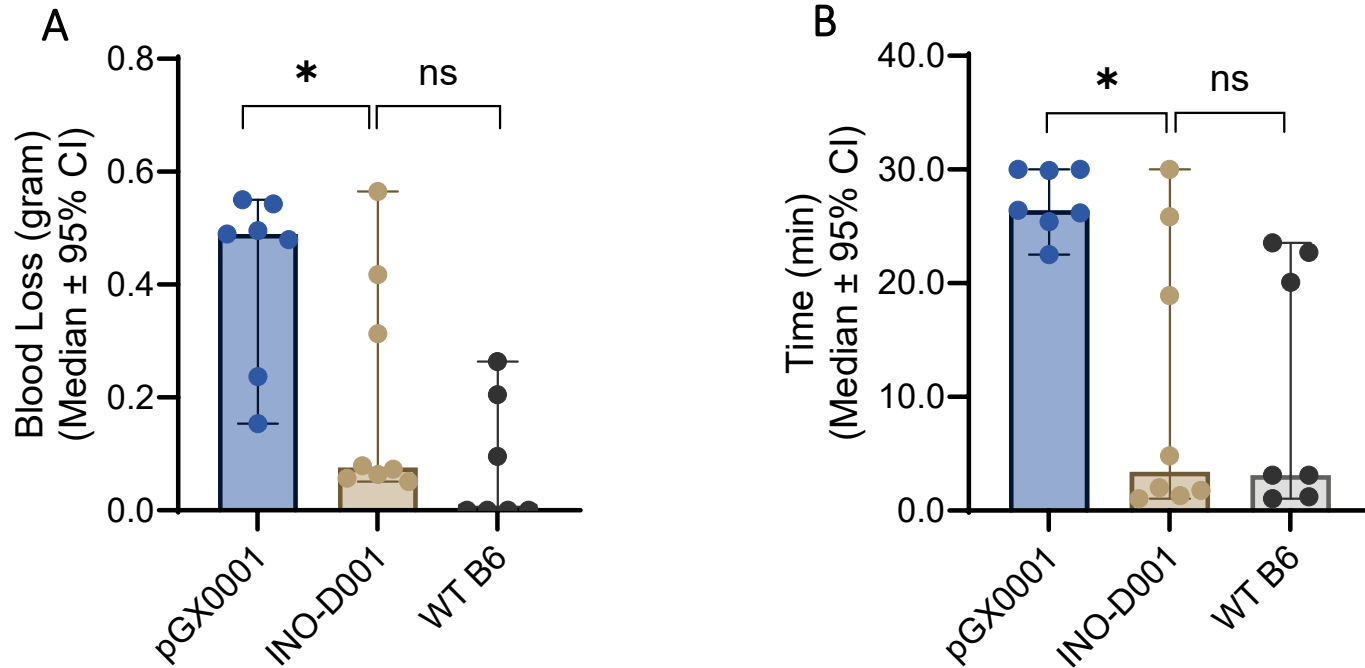 A
Blood Loss (gram)
(Median ± 95% CI)
0.8
0.6
0.4
0.2
0.0
*
ns
pGX0001
INO-D001
WT B6
B
Time (min)
(Median ± 95% CI)
40.0
30.0
20.0
10.0
0.0
*
ns
pGX0001
INO-D001
WT B6